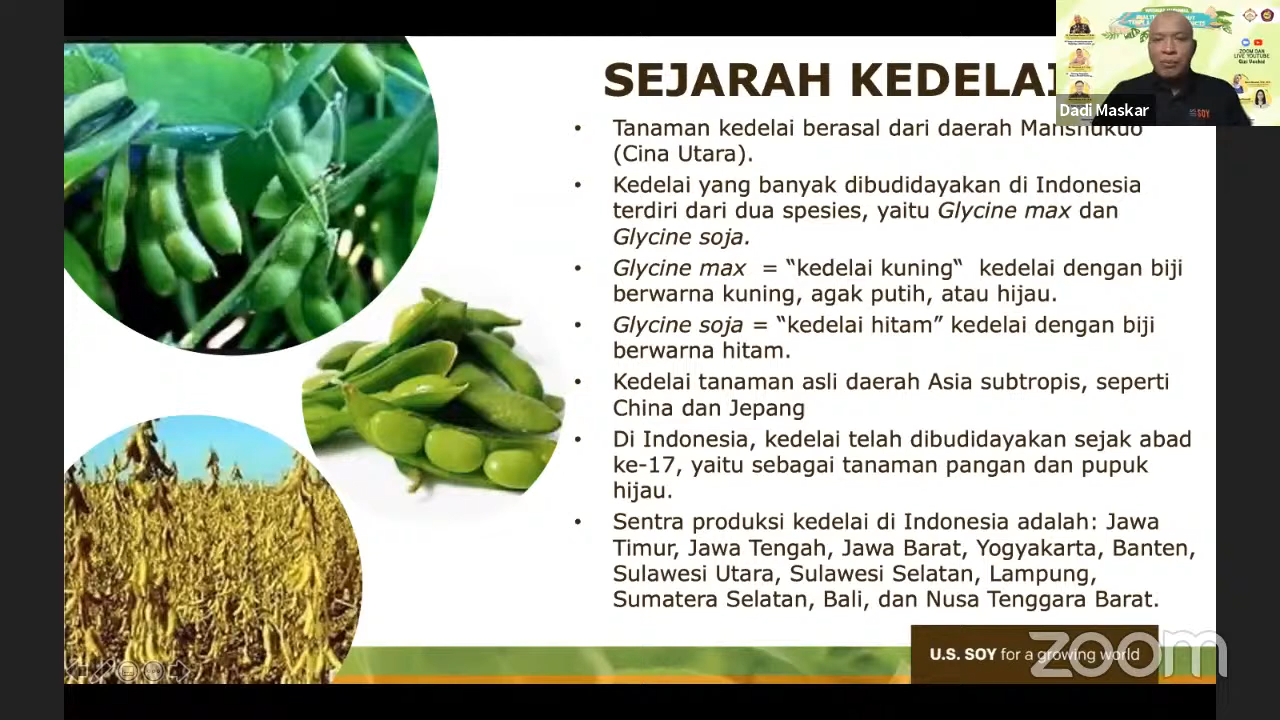 SEJARAH KEDELAI
Dadi Maskar
ZOOM DAN
LIVE YOUTUBE
SOY
• Tanaman kedelai berasal dari daerah Manshukuo
(Cina Utara).
• Kedelai yang banyak dibudidayakan di Indonesia
terdiri dari dua spesies, yaitu Glycine max dan
Glycine soja.
• Glycine max = “kedelai kuning“ kedelai dengan biji
berwarna kuning, agak putih, atau hijau.
• Glycine soja = “kedelai hitam” kedelai dengan biji
berwarna hitam.
• Kedelai tanaman asli daerah Asia subtropis, seperti
China dan Jepang
• Di Indonesia, kedelai telah dibudidayakan sejak abad
ke-17, yaitu sebagai tanaman pangan dan pupuk
hijau.
• Sentra produksi kedelai di Indonesia adalah: Jawa
Timur, Jawa Tengah, Jawa Barat, Yogyakarta, Banten,
Sulawesi Utara, Sulawesi Selatan, Lampung,
Sumatera Selatan, Bali, dan Nusa Tenggara Barat.
U.S. SOY for a growing world
zoom